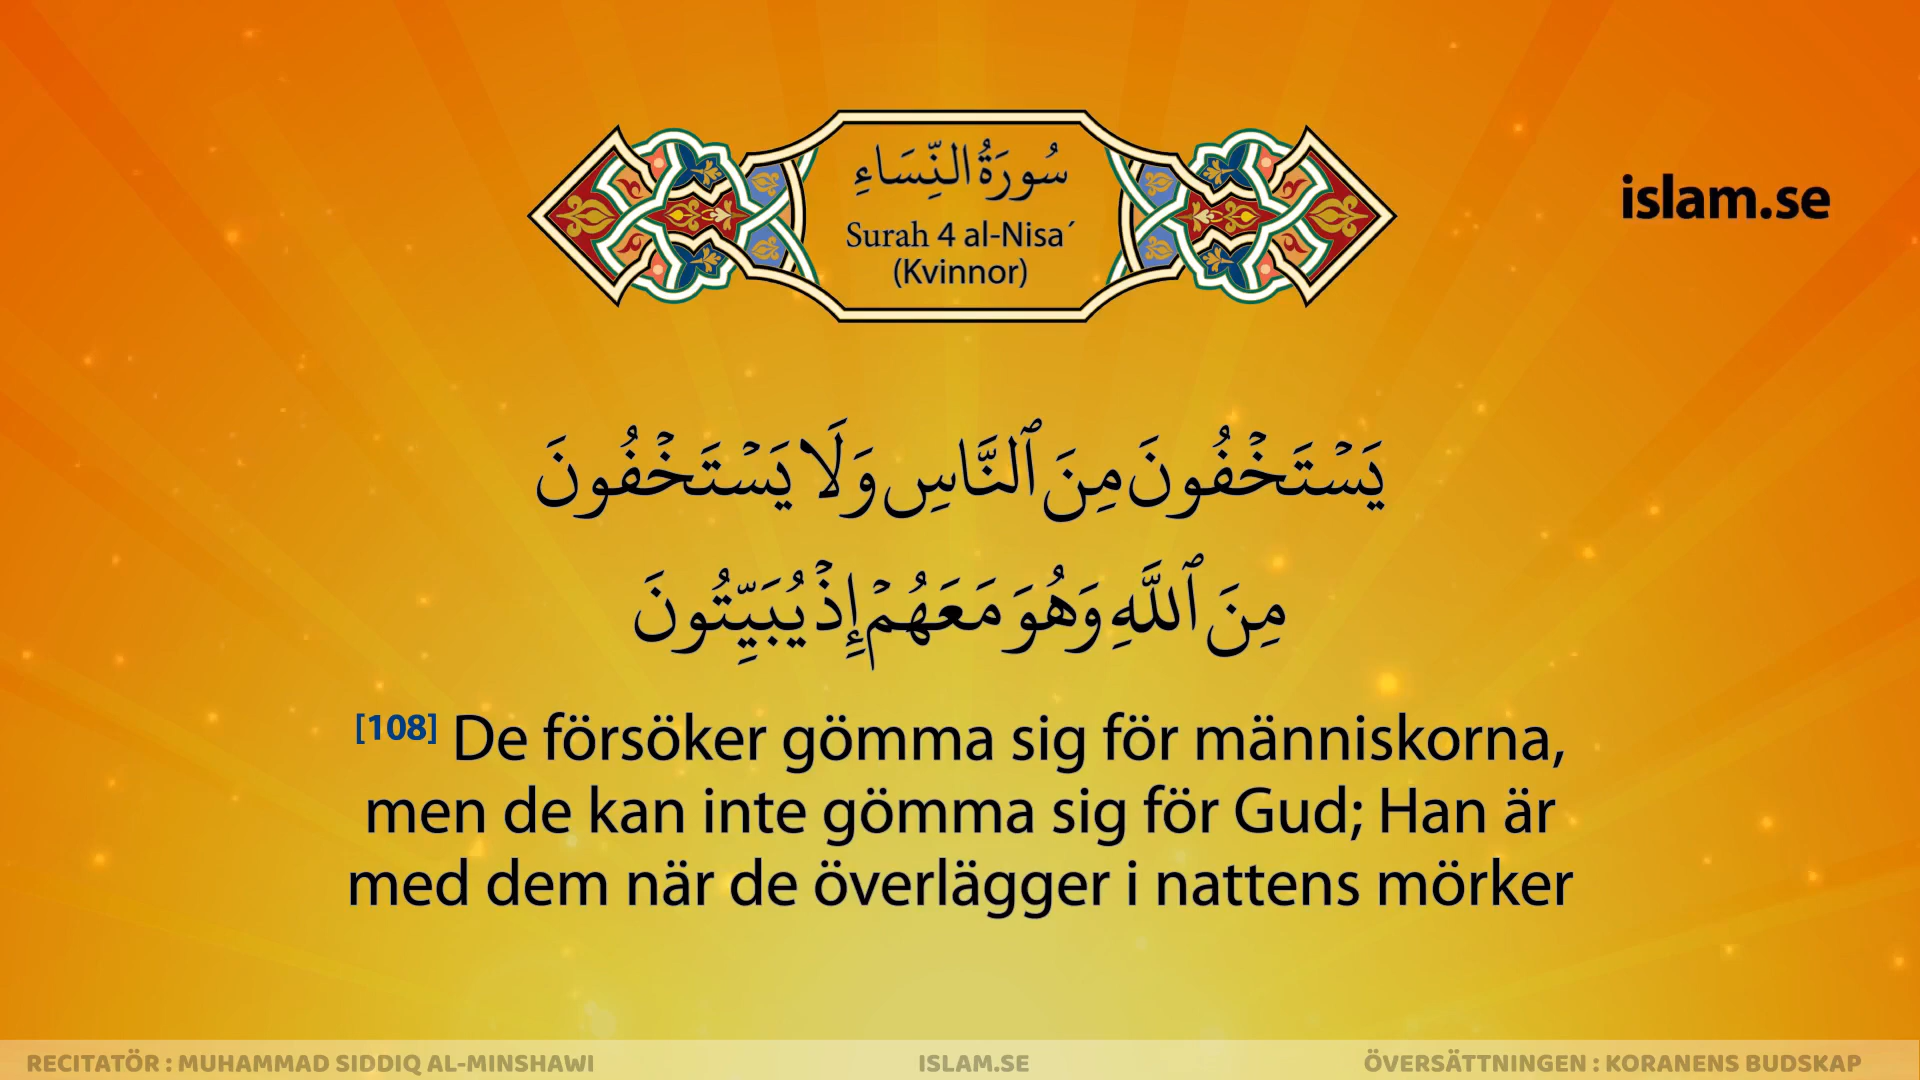 سُورَةُ النِّسَاءِ
Surah 4 al-Nisa´
(Kvinnor)
islam.se
يَسۡتَخۡفُونَ مِنَ ٱلنَّاسِ وَلَا يَسۡتَخۡفُونَ
مِنَ ٱللَّهِ وَهُوَ مَعَهُمۡ إِذۡ يُبَيِّتُونَ
[108] De försöker gömma sig för människorna,
men de kan inte gömma sig för Gud; Han är
med dem när de överlägger i nattens mörker
RECITATÖR : MUHAMMAD SIDDIQ AL-MINSHAWI
ISLAM.SE
ÖVERSÄTTNINGEN : KORANENS BUDSKAP